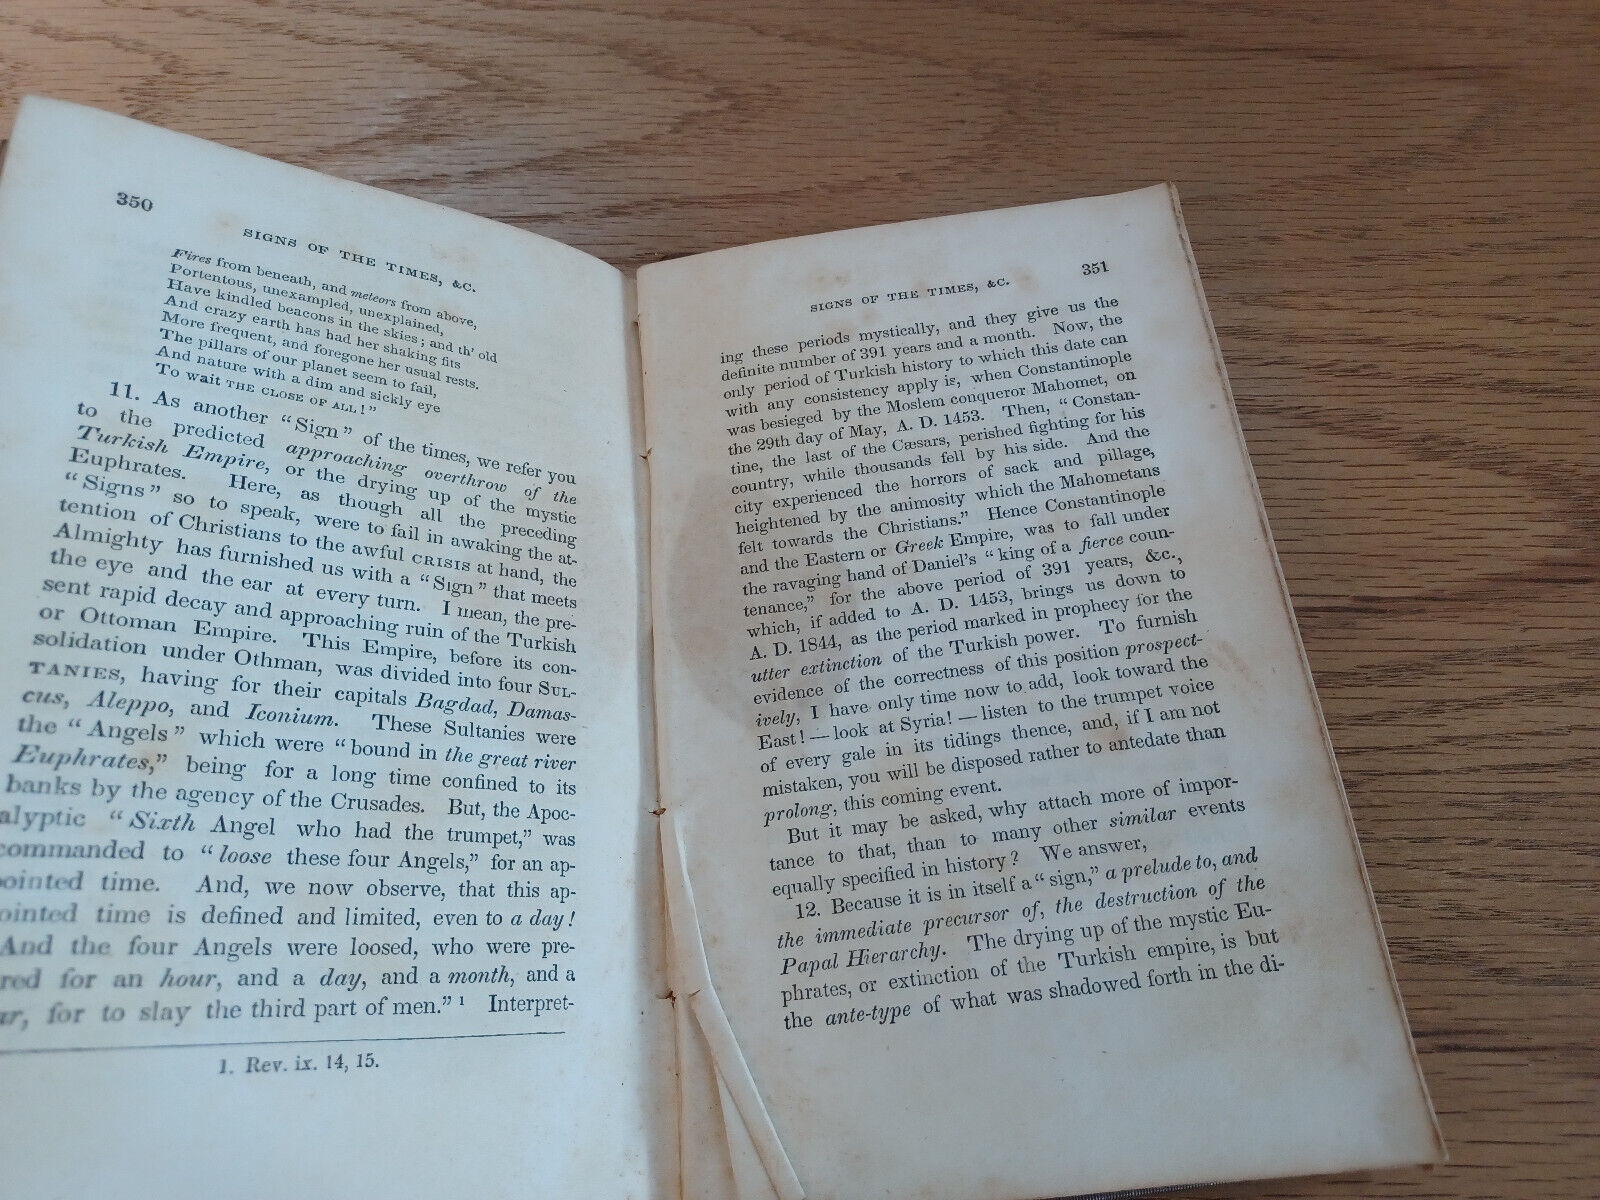 350
SIGNS OF THE TIMES, &C.
Fires from beneath, and meteors from above,
Portentous, unexampled, unexplained,
Have kindled beacons in the skies; and th' old
And crazy earth has had her shaking fits
More frequent, and foregone her usual rests.
The pillars of our planet seem to fail,
And nature with a dim and sickly eye
To wait THE CLOSE OF ALL!"
11. As another "Sign" of the times, we refer you
to the predicted approaching overthrow of the
Turkish Empire, or the drying up of the mystic
Euphrates. Here, as though all the preceding
"Signs" so to speak, were to fail in awaking the at-
tention of Christians to the awful CRISIS at hand, the
Almighty has furnished us with a "Sign" that meets
the eye and the ear at every turn. I mean, the pre-
sent rapid decay and approaching ruin of the Turkish
or Ottoman Empire. This Empire, before its con-
solidation under Othman, was divided into four SUL-
TANIES, having for their capitals Bagdad, Damas-
cus, Aleppo, and Iconium. These Sultanies were
the "Angels" which were "bound in the great river
Euphrates," being for a long time confined to its
banks by the agency of the Crusades. But, the Apoc-
alyptic "Sixth Angel who had the trumpet," was
commanded to "loose these four Angels," for an ap-
pointed time. And, we now observe, that this ap-
ointed time is defined and limited, even to a day!
And the four Angels were loosed, who were pre-
red for an hour, and a day, and a month, and a
ar, for to slay the third part of men." 1 Interpret-
1. Rev. ix. 14, 15.
SIGNS OF THE TIMES, &C. 351
ing these periods mystically, and they give us the
definite number of 391 years and a month. Now, the
only period of Turkish history to which this date can
with any consistency apply is, when Constantinople
was besieged by the Moslem conqueror Mahomet, on
the 29th day of May, A. D. 1453. Then, "Constan-
tine, the last of the Cæsars, perished fighting for his
country, while thousands fell by his side. And the
city experienced the horrors of sack and pillage,
heightened by the animosity which the Mahometans
felt towards the Christians." Hence Constantinople
and the Eastern or Greek Empire, was to fall under
the ravaging hand of Daniel's "king of a fierce coun-
tenance," for the above period of 391 years, &c.,
which, if added to A. D. 1453, brings us down to
A. D. 1844, as the period marked in prophecy for the
utter extinction of the Turkish power. To furnish
evidence of the correctness of this position prospect-
ively, I have only time now to add, look toward the
East! — look at Syria! — listen to the trumpet voice
of every gale in its tidings thence, and, if I am not
mistaken, you will be disposed rather to antedate than
prolong, this coming event.
But it may be asked, why attach more of impor-
tance to that, than to many other similar events
equally specified in history? We answer,
12. Because it is in itself a "sign," a prelude to, and
the immediate precursor of, the destruction of the
Papal Hierarchy. The drying up of the mystic Eu-
phrates, or extinction of the Turkish empire, is but
the ante-type of what was shadowed forth in the di-